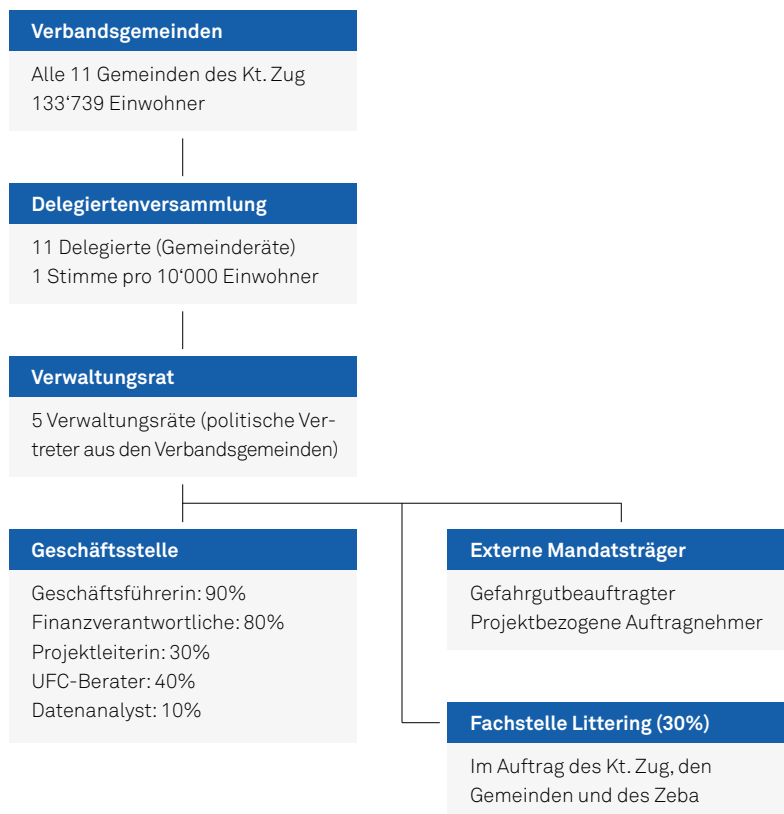 Verbandsgemeinden
Alle 11 Gemeinden des Kt. Zug
133‘739 Einwohner
Delegiertenversammlung
11 Delegierte (Gemeinderäte)
1 Stimme pro 10‘000 Einwohner
Verwaltungsrat
5 Verwaltungsräte (politische Ver-
treter aus den Verbandsgemeinden)
Geschäftsstelle
Geschäftsführerin: 90%
Finanzverantwortliche: 80%
Projektleiterin: 30%
UFC-Berater: 40%
Datenanalyst: 10%
Externe Mandatsträger
Gefahrgutbeauftragter
Projektbezogene Auftragnehmer
Fachstelle Littering (30%)
Im Auftrag des Kt. Zug, den
Gemeinden und des Zeba